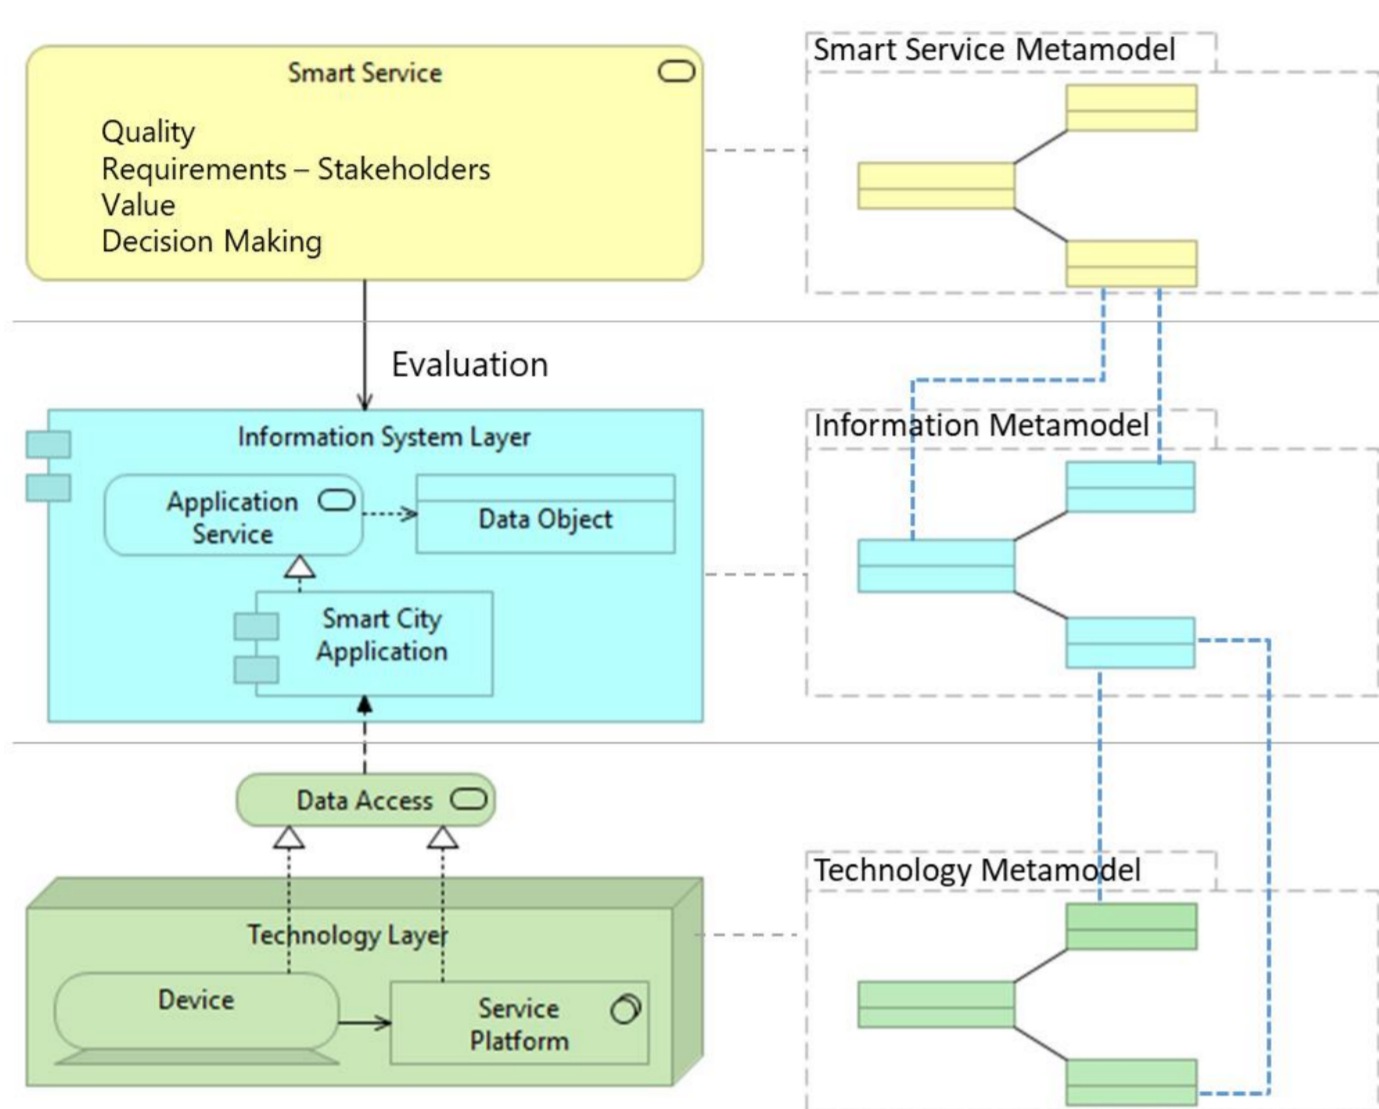 Smart Service
Quality
Requirements – Stakeholders
Value
Decision Making
Smart Service Metamodel
Evaluation
Information System Layer
Application
Service
Data Object
Smart City
Application
Information Metamodel
Data Access
Technology Layer
Device
Service
Platform
Technology Metamodel